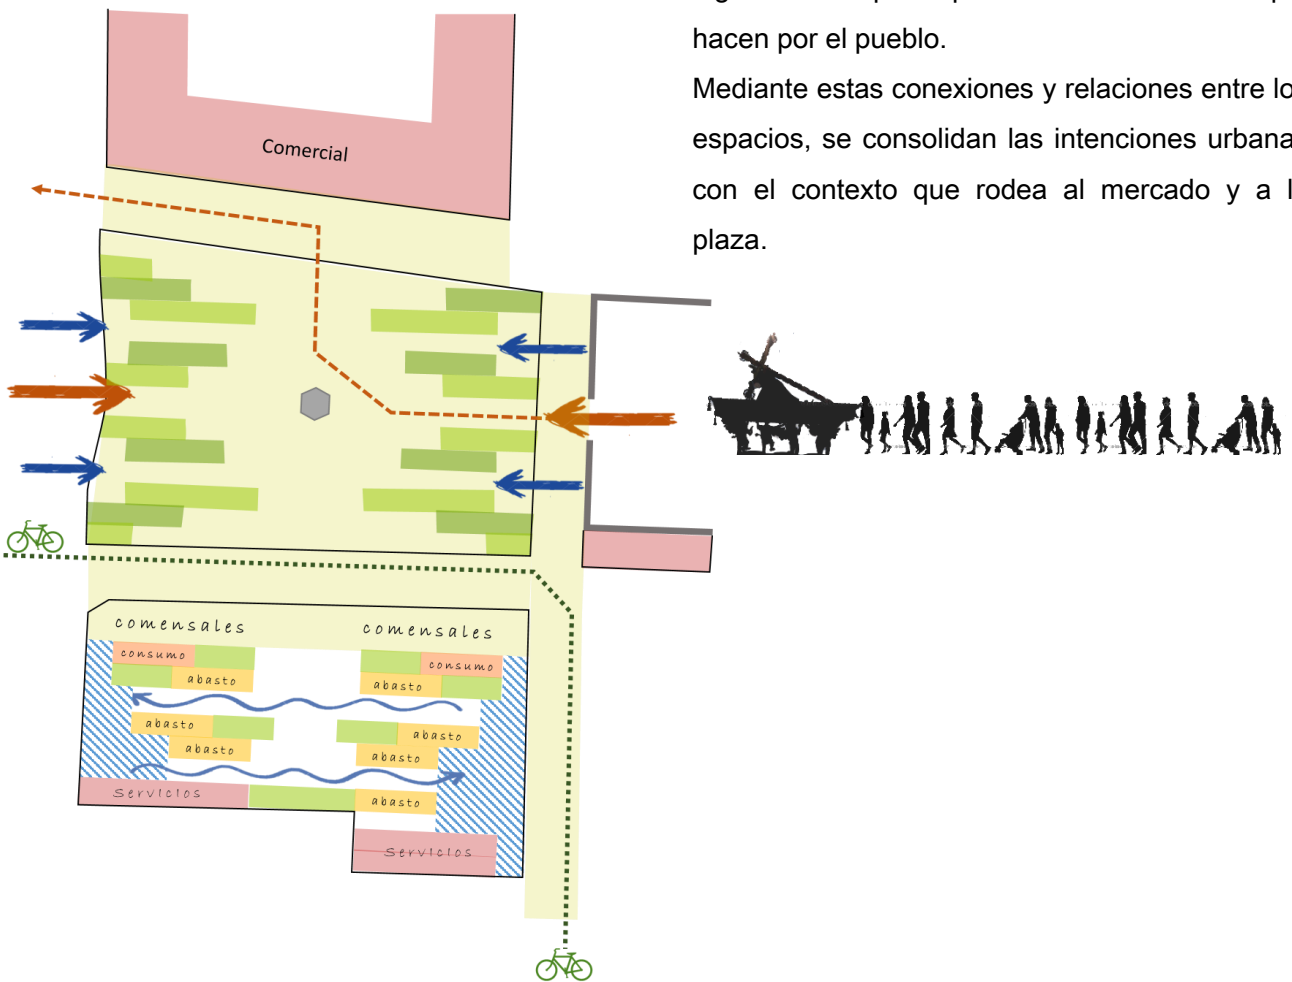 hacen por el pueblo.
Mediante estas conexiones y relaciones entre lo
espacios, se consolidan las intenciones urbana
con el contexto que rodea al mercado y a l
plaza.
Comercial
comensales comensales
consumo consumo
abasto abasto
abasto abasto
abasto abasto
Servicios abasto
Servicios